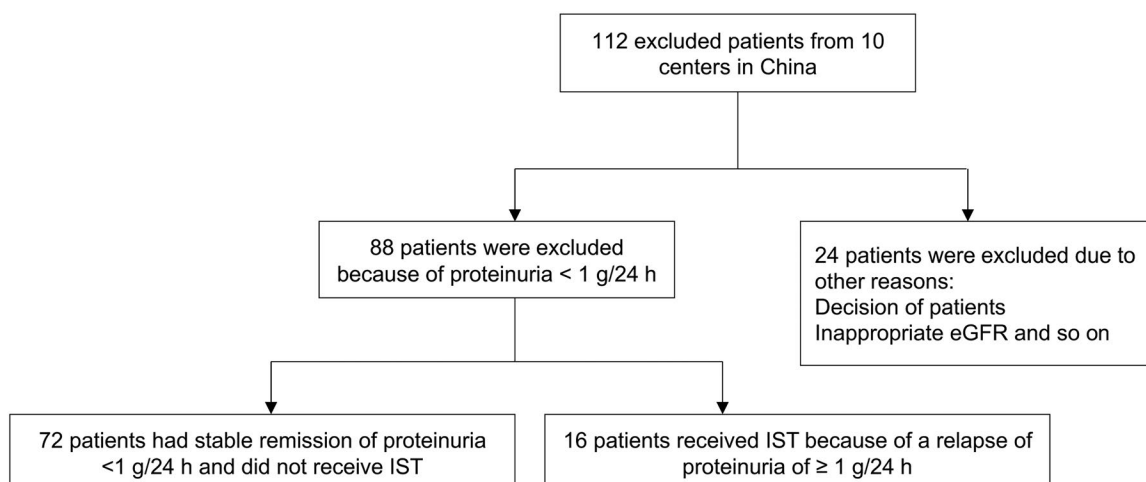 112 excluded patients from 10
centers in China
88 patients were excluded
because of proteinuria < 1 g/24 h
24 patients were excluded due to
other reasons:
Decision of patients
Inappropriate eGFR and so on
72 patients had stable remission of proteinuria
<1 g/24 h and did not receive IST
16 patients received IST because of a relapse of
proteinuria of ≥ 1 g/24 h